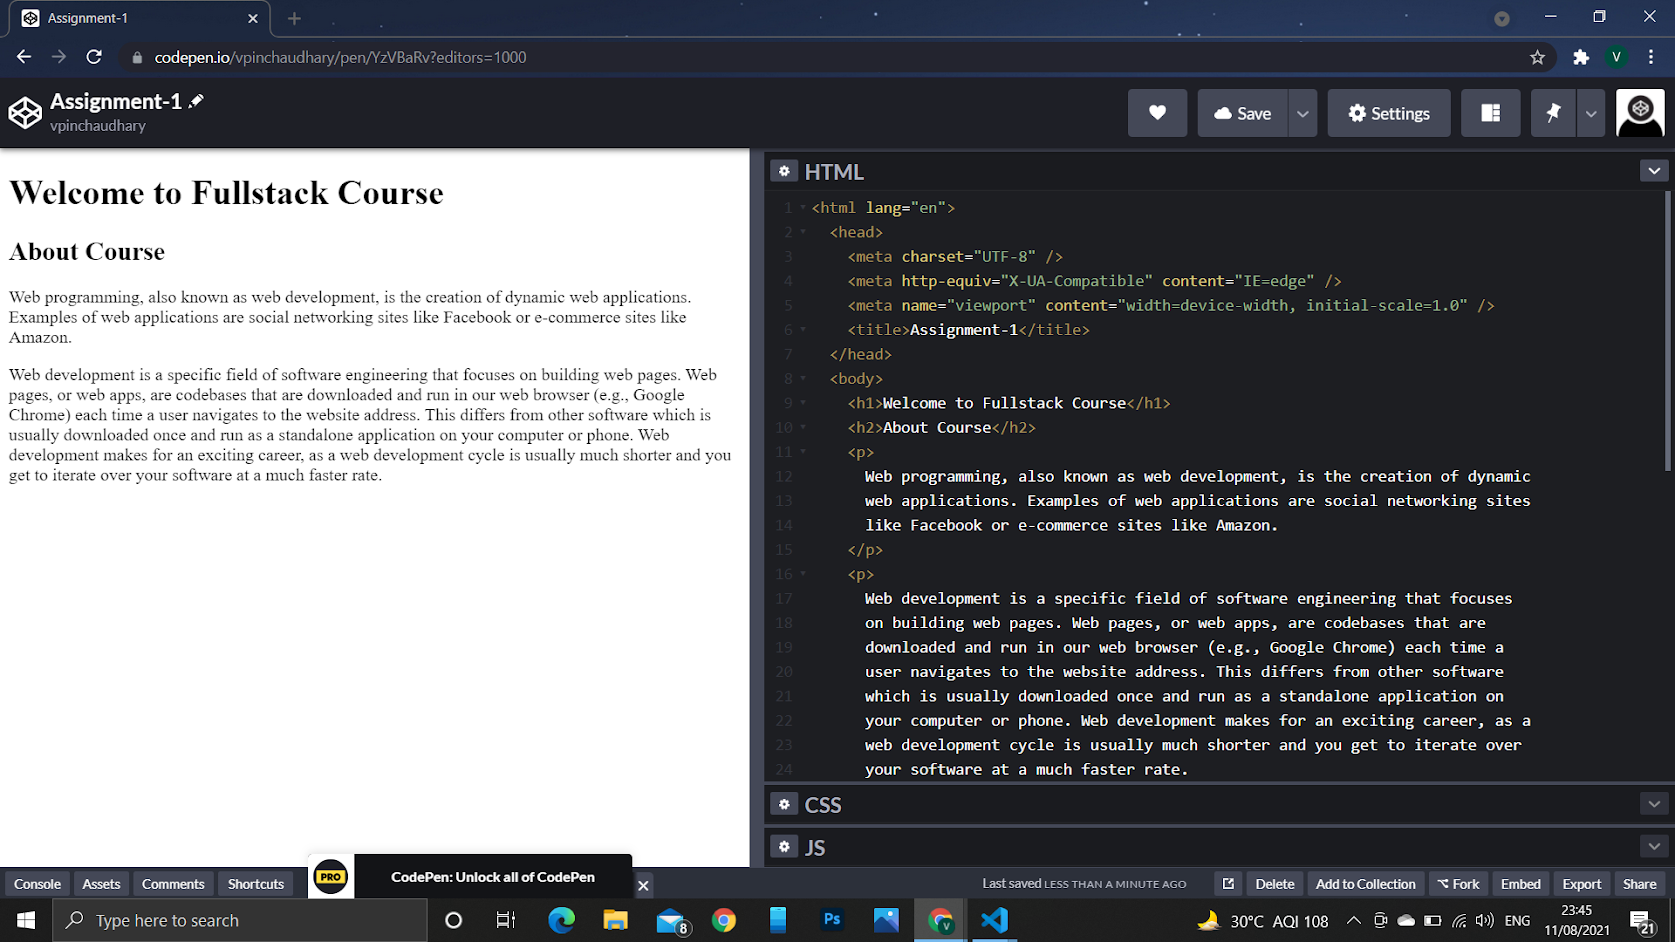 Assignment-1
codepen.io/vpinchaudhary/pen/YzVBaRv?editors=1000
V
Assignment-1
vpinchaudhary
Save
Settings
Welcome to Fullstack Course
About Course
Web programming, also known as web development, is the creation of dynamic web applications.
Examples of web applications are social networking sites like Facebook or e-commerce sites like
Amazon.
Web development is a specific field of software engineering that focuses on building web pages. Web
pages, or web apps, are codebases that are downloaded and run in our web browser (e.g., Google
Chrome) each time a user navigates to the website address. This differs from other software which is
usually downloaded once and run as a standalone application on your computer or phone. Web
development makes for an exciting career, as a web development cycle is usually much shorter and you
get to iterate over your software at a much faster rate.
HTML
1 <html lang="en">
2 <head>
3 <meta charset="UTF-8" />
4 <meta http-equiv="X-UA-Compatible" content="IE=edge" />
5 <meta name="viewport" content="width=device-width, initial-scale=1.0" />
6 <title>Assignment-1</title>
7 </head>
8 <body>
9 <h1>Welcome to Fullstack Course</h1>
10 <h2>About Course</h2>
11 <p>
12 Web programming, also known as web development, is the creation of dynamic
13 web applications. Examples of web applications are social networking sites
14 like Facebook or e-commerce sites like Amazon.
15 </p>
16 <p>
17 Web development is a specific field of software engineering that focuses
18 on building web pages. Web pages, or web apps, are codebases that are
19 downloaded and run in our web browser (e.g., Google Chrome) each time a
20 user navigates to the website address. This differs from other software
21 which is usually downloaded once and run as a standalone application on
22 your computer or phone. Web development makes for an exciting career, as a
23 web development cycle is usually much shorter and you get to iterate over
24 your software at a much faster rate.
CSS
JS
PRO CodePen: Unlock all of CodePen
Console Assets Comments Shortcuts
Last saved LESS THAN A MINUTE AGO Delete Add to Collection Fork Embed Export Share
Type here to search
8
Ps
V
30°C AQI 108
ENG
23:45
11/08/2021
21